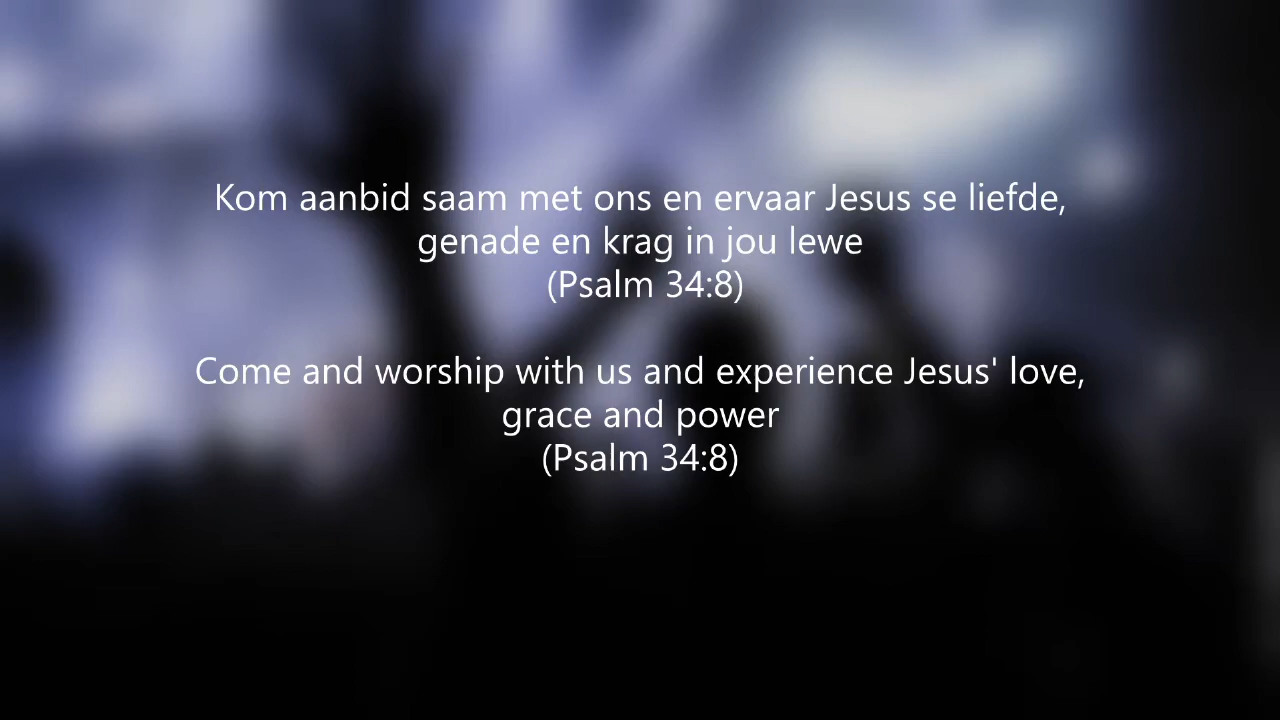 Kom aanbid saam met ons en ervaar Jesus se liefde,
genade en krag in jou lewe
(Psalm 34:8)
Come and worship with us and experience Jesus' love,
grace and power
(Psalm 34:8)